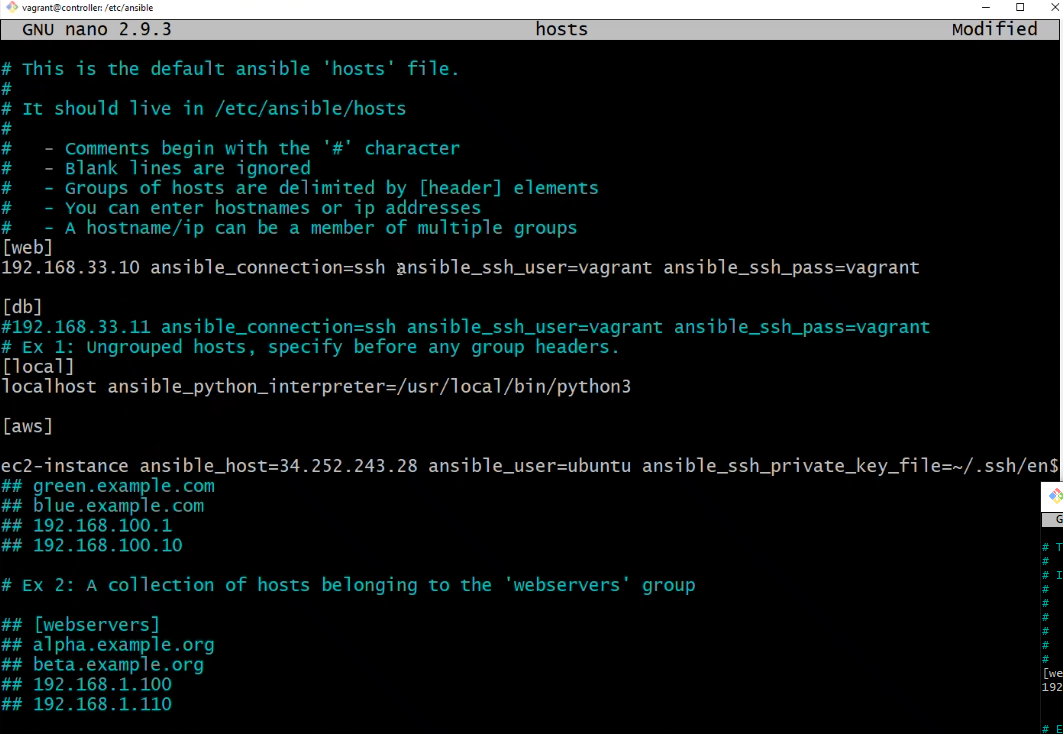 vagrant@controller: /etc/ansible
GNU nano 2.9.3 hosts Modified
# This is the default ansible 'hosts' file.
#
# It should live in /etc/ansible/hosts
#
#   - Comments begin with the '#' character
#   - Blank lines are ignored
#   - Groups of hosts are delimited by [header] elements
#   - You can enter hostnames or ip addresses
#   - A hostname/ip can be a member of multiple groups
[web]
192.168.33.10 ansible_connection=ssh ansible_ssh_user=vagrant ansible_ssh_pass=vagrant
[db]
#192.168.33.11 ansible_connection=ssh ansible_ssh_user=vagrant ansible_ssh_pass=vagrant
# Ex 1: Ungrouped hosts, specify before any group headers.
[local]
localhost ansible_python_interpreter=/usr/local/bin/python3
[aws]
ec2-instance ansible_host=34.252.243.28 ansible_user=ubuntu ansible_ssh_private_key_file=~/.ssh/en$
## green.example.com
## blue.example.com
## 192.168.100.1
## 192.168.100.10
# Ex 2: A collection of hosts belonging to the 'webservers' group
## [webservers]
## alpha.example.org
## beta.example.org
## 192.168.1.100
## 192.168.1.110
G
# T
#
# I
#
#
#
#
#
[we
192
# E